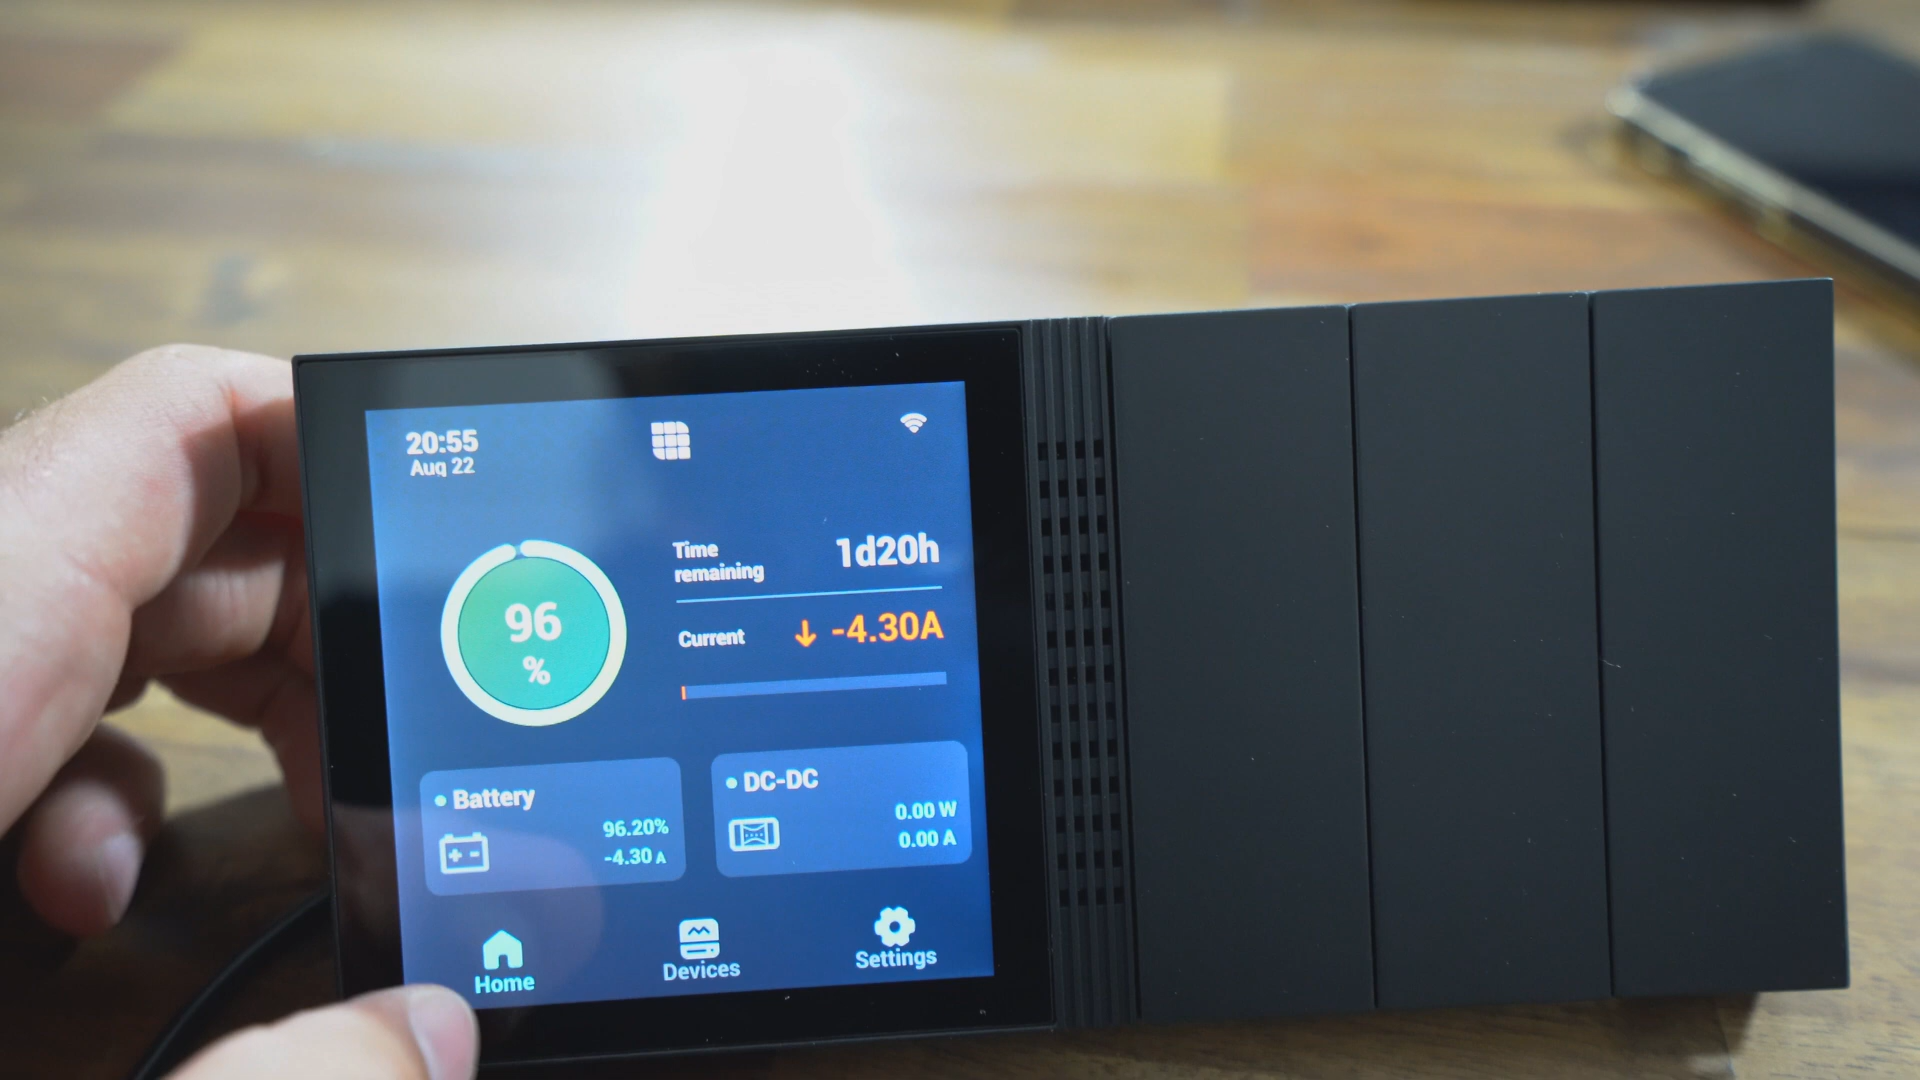 20:55
Aug 22
96
%
Time remaining
1d20h
Current
-4.30A
Battery
96.20%
-4.30 A
DC-DC
0.00 W
0.00 A
Home
Devices
Settings